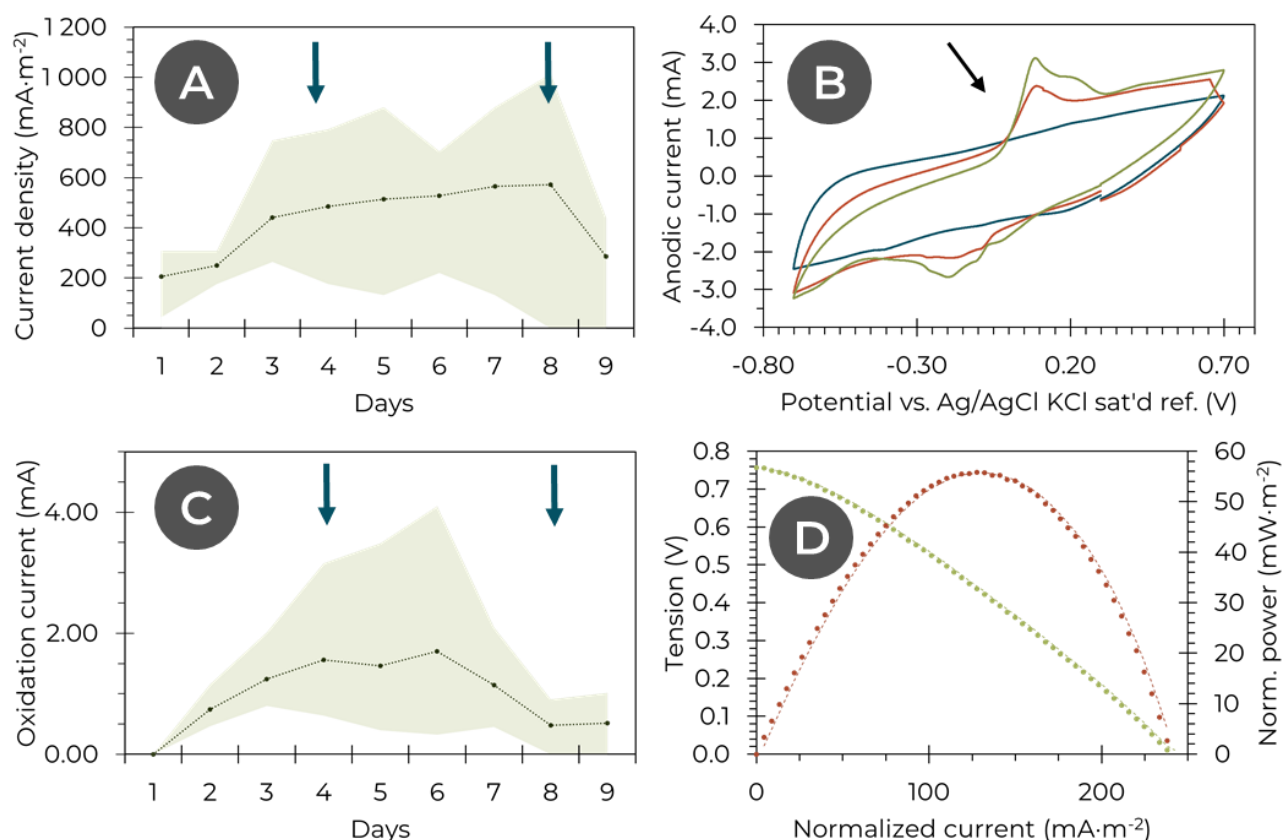 A
Current density (mA·m-2)
1 200
1 000
800
600
400
200
0
1 2 3 4 5 6 7 8 9
Days
B
Anodic current (mA)
4.0
3.0
2.0
1.0
0.0
-1.0
-2.0
-3.0
-4.0
-0.80 -0.30 0.20 0.70
Potential vs. Ag/AgCl KCl sat'd ref. (V)
C
Oxidation current (mA)
4.00
2.00
0.00
1 2 3 4 5 6 7 8 9
Days
D
Tension (V)
0.8
0.7
0.6
0.5
0.4
0.3
0.2
0.1
0.0
60
50
40
30
20
10
0
Norm. power (mW·m-2)
0 100 200
Normalized current (mA·m-2)